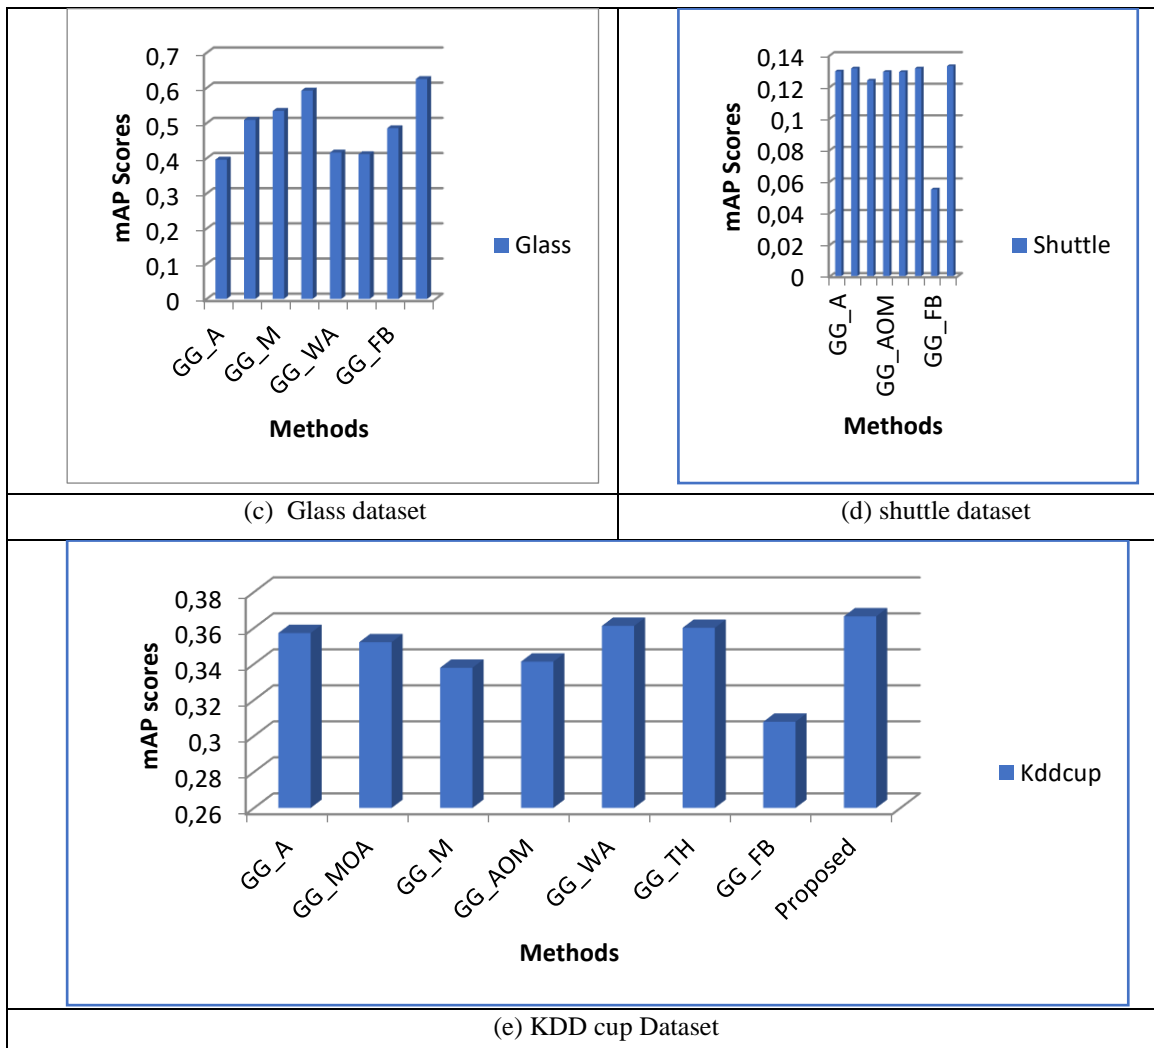 0,7
0,6
0,5
0,4
0,3
0,2
0,1
0
mAP Scores
GG_A
GG_M
GG_WA
GG_FB
Methods
Glass
0,14
0,12
0,1
0,08
0,06
0,04
0,02
0
mAP Scores
GG_A
GG_AOM
GG_FB
Methods
Shuttle
(c) Glass dataset
(d) shuttle dataset
0,38
0,36
0,34
0,32
0,3
0,28
0,26
mAP scores
GG_A
GG_MOA
GG_M
GG_AOM
GG_WA
GG_TH
GG_FB
Proposed
Methods
Kddcup
(e) KDD cup Dataset